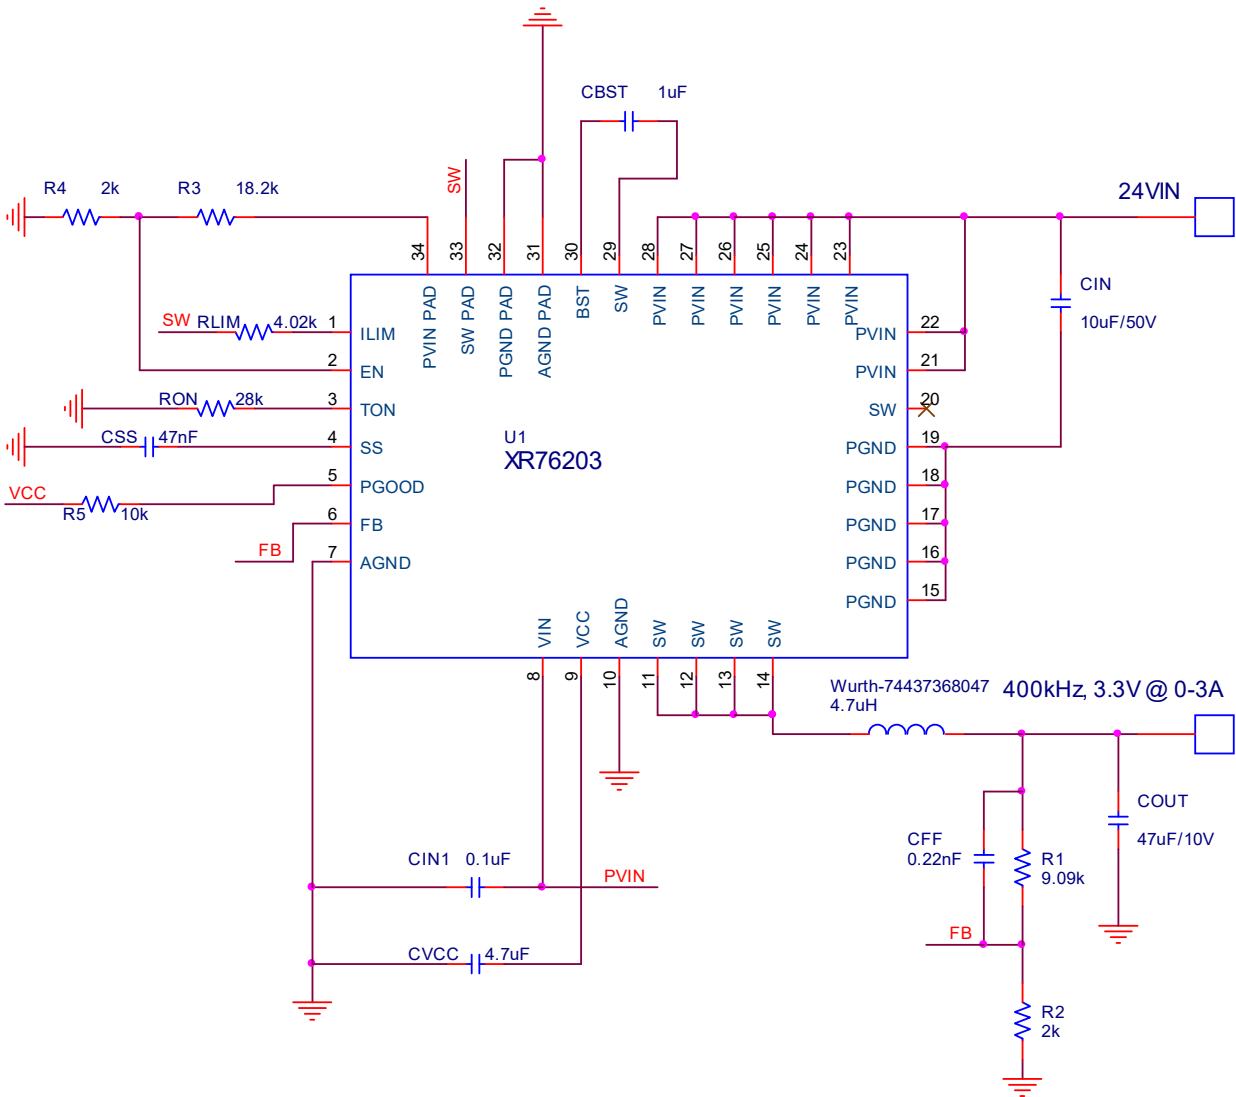 CBST 1uF
R4 2k R3 18.2k
SW
24VIN
34 33 32 31 30 29 28 27 26 25 24 23
PVIN PAD SW PAD PGND PAD AGND PAD BST SW PVIN PVIN PVIN PVIN PVIN PVIN
CIN
10uF/50V
SW RLIM 4.02k 1 ILIM
PVIN 22
2 EN
PVIN 21
RON 28k 3 TON
SW 20
CSS 47nF 4 SS
PGND 19
U1
XR76203
VCC R5 10k 5 PGOOD
PGND 18
FB 6 FB
PGND 17
7 AGND
PGND 16
PGND 15
VIN VCC AGND SW SW SW SW
8 9 10 11 12 13 14
Wurth-74437368047
4.7uH
400kHz, 3.3V @ 0-3A
COUT
47uF/10V
CFF
0.22nF
R1
9.09k
CIN1 0.1uF
PVIN
FB
CVCC 4.7uF
R2
2k